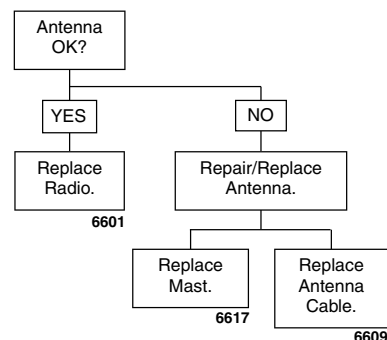 Antenna
OK?
YES
NO
Replace
Radio.
6601
Repair/Replace
Antenna.
Replace
Mast.
6617
Replace
Antenna
Cable.
6609